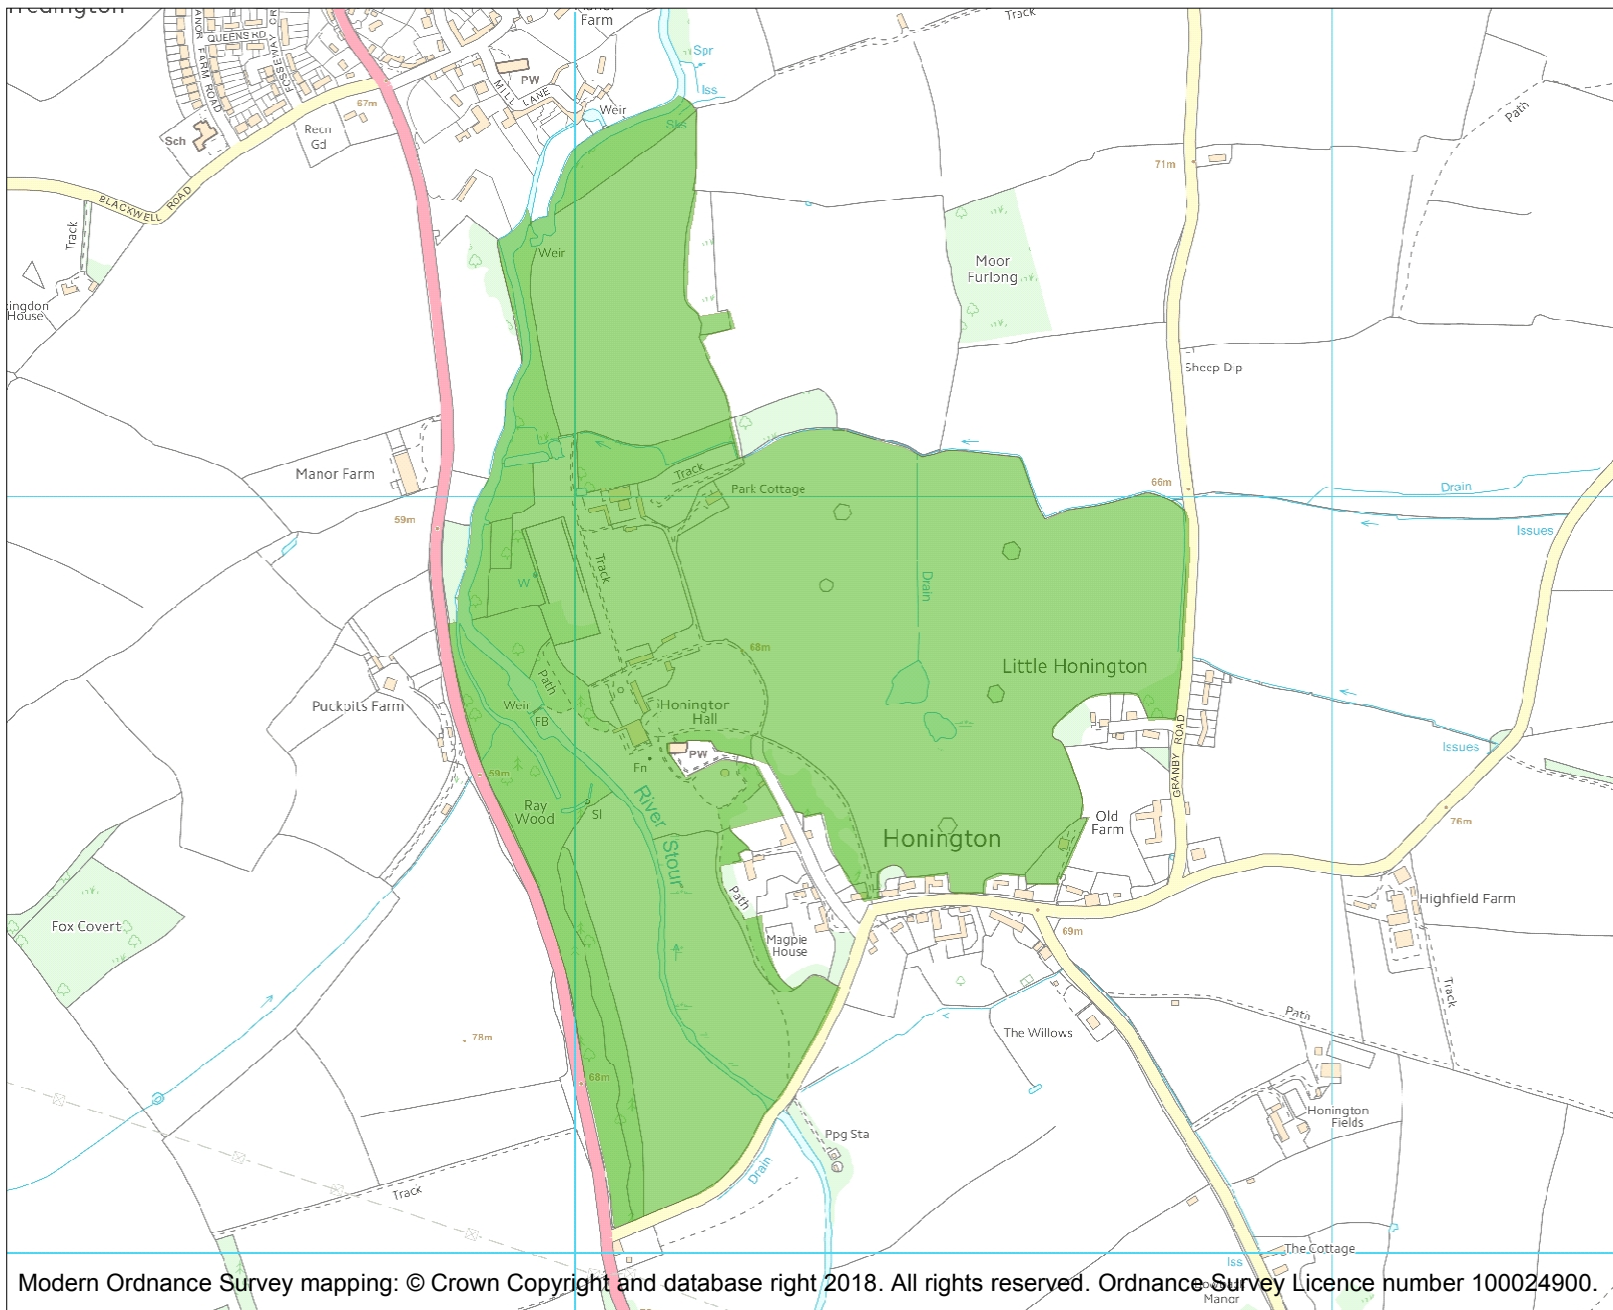 Farm
Track
QUEENS RD
MANOR FARM ROAD
Spr
PW
MILL LANE
Iss
67m
Weir
Recn
Gd
Sks
Sch
Path
71m
BLACKWELL ROAD
Track
Weir
Moor
Furlong
House
Sheep Dip
Manor Farm
Track
Park Cottage
66m
Drain
59m
Issues
Track
W
Drain
68m
Little Honington
Path
Puckpits Farm
Weir
FB
Honington
Hall
PW
Fn
GRANBY ROAD
Issues
59m
Ray
Wood
Sl
River Stour
Honington
Old
Farm
76m
Path
Highfield Farm
Fox Covert
Magpie
House
69m
Track
Path
The Willows
78m
68m
Honington
Fields
Ppg Sta
Drain
Track
The Cottage
Iss
Manor
Modern Ordnance Survey mapping: © Crown Copyright and database right 2018. All rights reserved. Ordnance Survey Licence number 100024900.